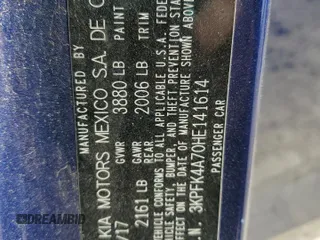 MANUFACTURED BY
KIA MOTORS MEXICO S.A. DE C
/17 GVWR 3880 LB PAINT
GAWR 2161 LB GAWR 2006 LB TRIM
REAR
CONFORMS TO ALL APPLICABLE U.S.A. FEDE
SAFETY, BUMPER, AND THEFT PREVENTION STA
EFFECT ON THE DATE OF MANUFACTURE SHOWN ABOVE
N. 3KPFK4A70HE141614
PASSENGER CAR
DREAMBID